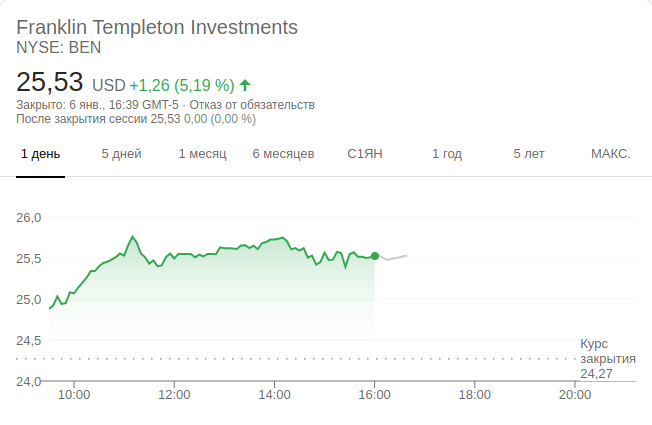 Franklin Templeton Investments
NYSE: BEN
25,53 USD +1,26 (5,19 %)
Закрыто: 6 янв., 16:39 GMT-5 · Отказ от обязательств
После закрытия сессии 25,53 0,00 (0,00 %)
1 день 5 дней 1 месяц 6 месяцев С1ЯН 1 год 5 лет МАКС.
26,0
25,5
25,0
24,5
Курс
закрытия
24,27
24,0
10:00 12:00 14:00 16:00 18:00 20:00